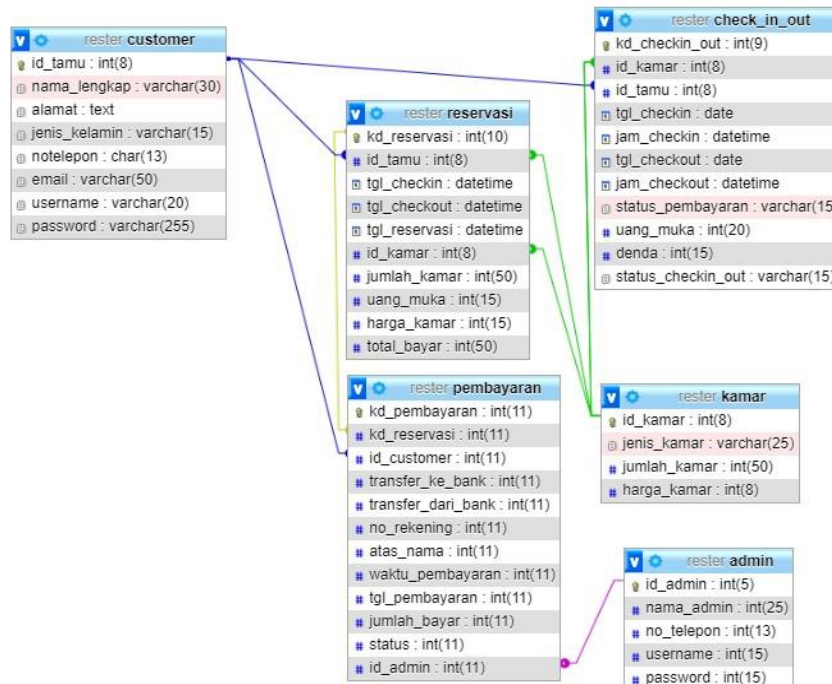 rester customer
id_tamu : int(8)
nama_lengkap : varchar(30)
alamat : text
jenis_kelamin : varchar(15)
notelepon : char(13)
email : varchar(50)
username : varchar(20)
password : varchar(255)
rester reservasi
kd_reservasi : int(10)
id_tamu : int(8)
tgl_checkin : datetime
tgl_checkout : datetime
tgl_reservasi : datetime
id_kamar : int(8)
jumlah_kamar : int(50)
uang_muka : int(15)
harga_kamar : int(15)
total_bayar : int(50)
rester pembayaran
kd_pembayaran : int(11)
kd_reservasi : int(11)
id_customer : int(11)
transfer_ke_bank : int(11)
transfer_dari_bank : int(11)
no_rekening : int(11)
atas_nama : int(11)
waktu_pembayaran : int(11)
tgl_pembayaran : int(11)
jumlah_bayar : int(11)
status : int(11)
id_admin : int(11)
rester check_in_out
kd_checkin_out : int(9)
id_kamar : int(8)
id_tamu : int(8)
tgl_checkin : date
jam_checkin : datetime
tgl_checkout : date
jam_checkout : datetime
status_pembayaran : varchar(15
uang_muka : int(20)
denda : int(15)
status_checkin_out : varchar(15)
rester kamar
id_kamar : int(8)
jenis_kamar : varchar(25)
jumlah_kamar : int(50)
harga_kamar : int(8)
rester admin
id_admin : int(5)
nama_admin : int(25)
no_telepon : int(13)
username : int(15)
password : int(15)